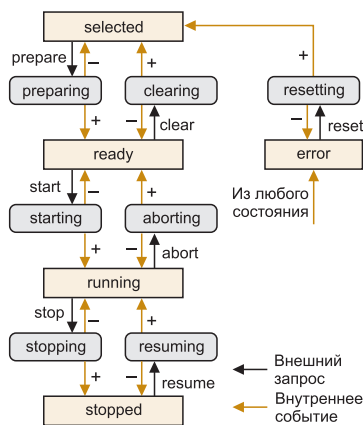 selected
prepare
−
+
+
preparing
clearing
resetting
+
−
clear
−
reset
ready
error
start
−
+
Из любого
состояния
starting
aborting
+
−
abort
running
stop
−
+
stopping
resuming
Внешний
запрос
+
−
resume
Внутреннее
событие
stopped